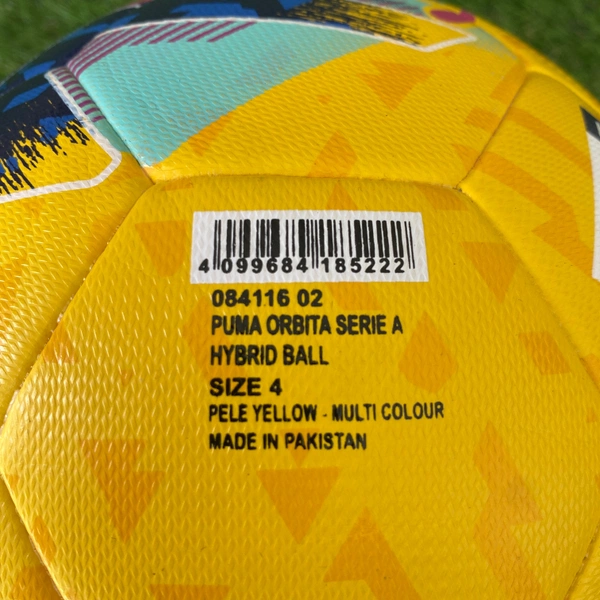 4 099684 185222
084116 02
PUMA ORBITA SERIE A
HYBRID BALL
SIZE 4
PELE YELLOW - MULTI COLOUR
MADE IN PAKISTAN